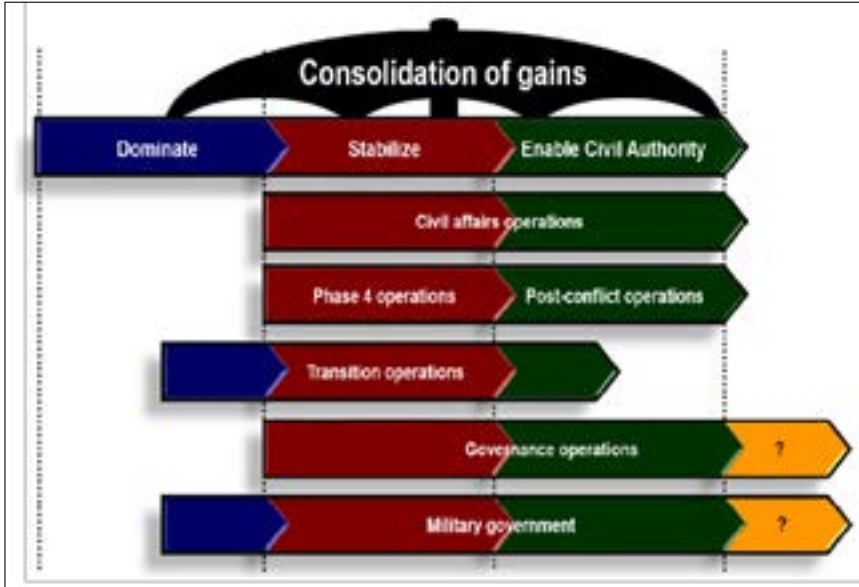 Consolidation of gains
Dominate Stabilize Enable Civil Authority
Civil affairs operations
Phase 4 operations Post-conflict operations
Transition operations
Governance operations ?
Military government ?